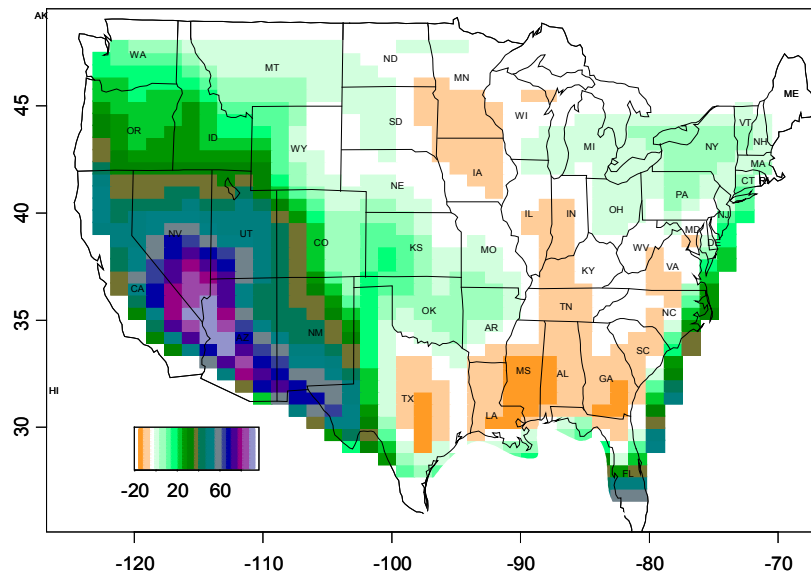 AK
WA
MT
ND
MN
ME
45
OR
ID
WY
SD
WI
MI
VT
NY
NH
MA
IA
NE
CT
RI
PA
40
NV
UT
CO
KS
MO
IL
IN
OH
NJ
MD
DE
WV
VA
KY
CA
AZ
NM
OK
AR
TN
NC
35
SC
HI
TX
LA
MS
AL
GA
30
FL
-20
20
60
-120
-110
-100
-90
-80
-70